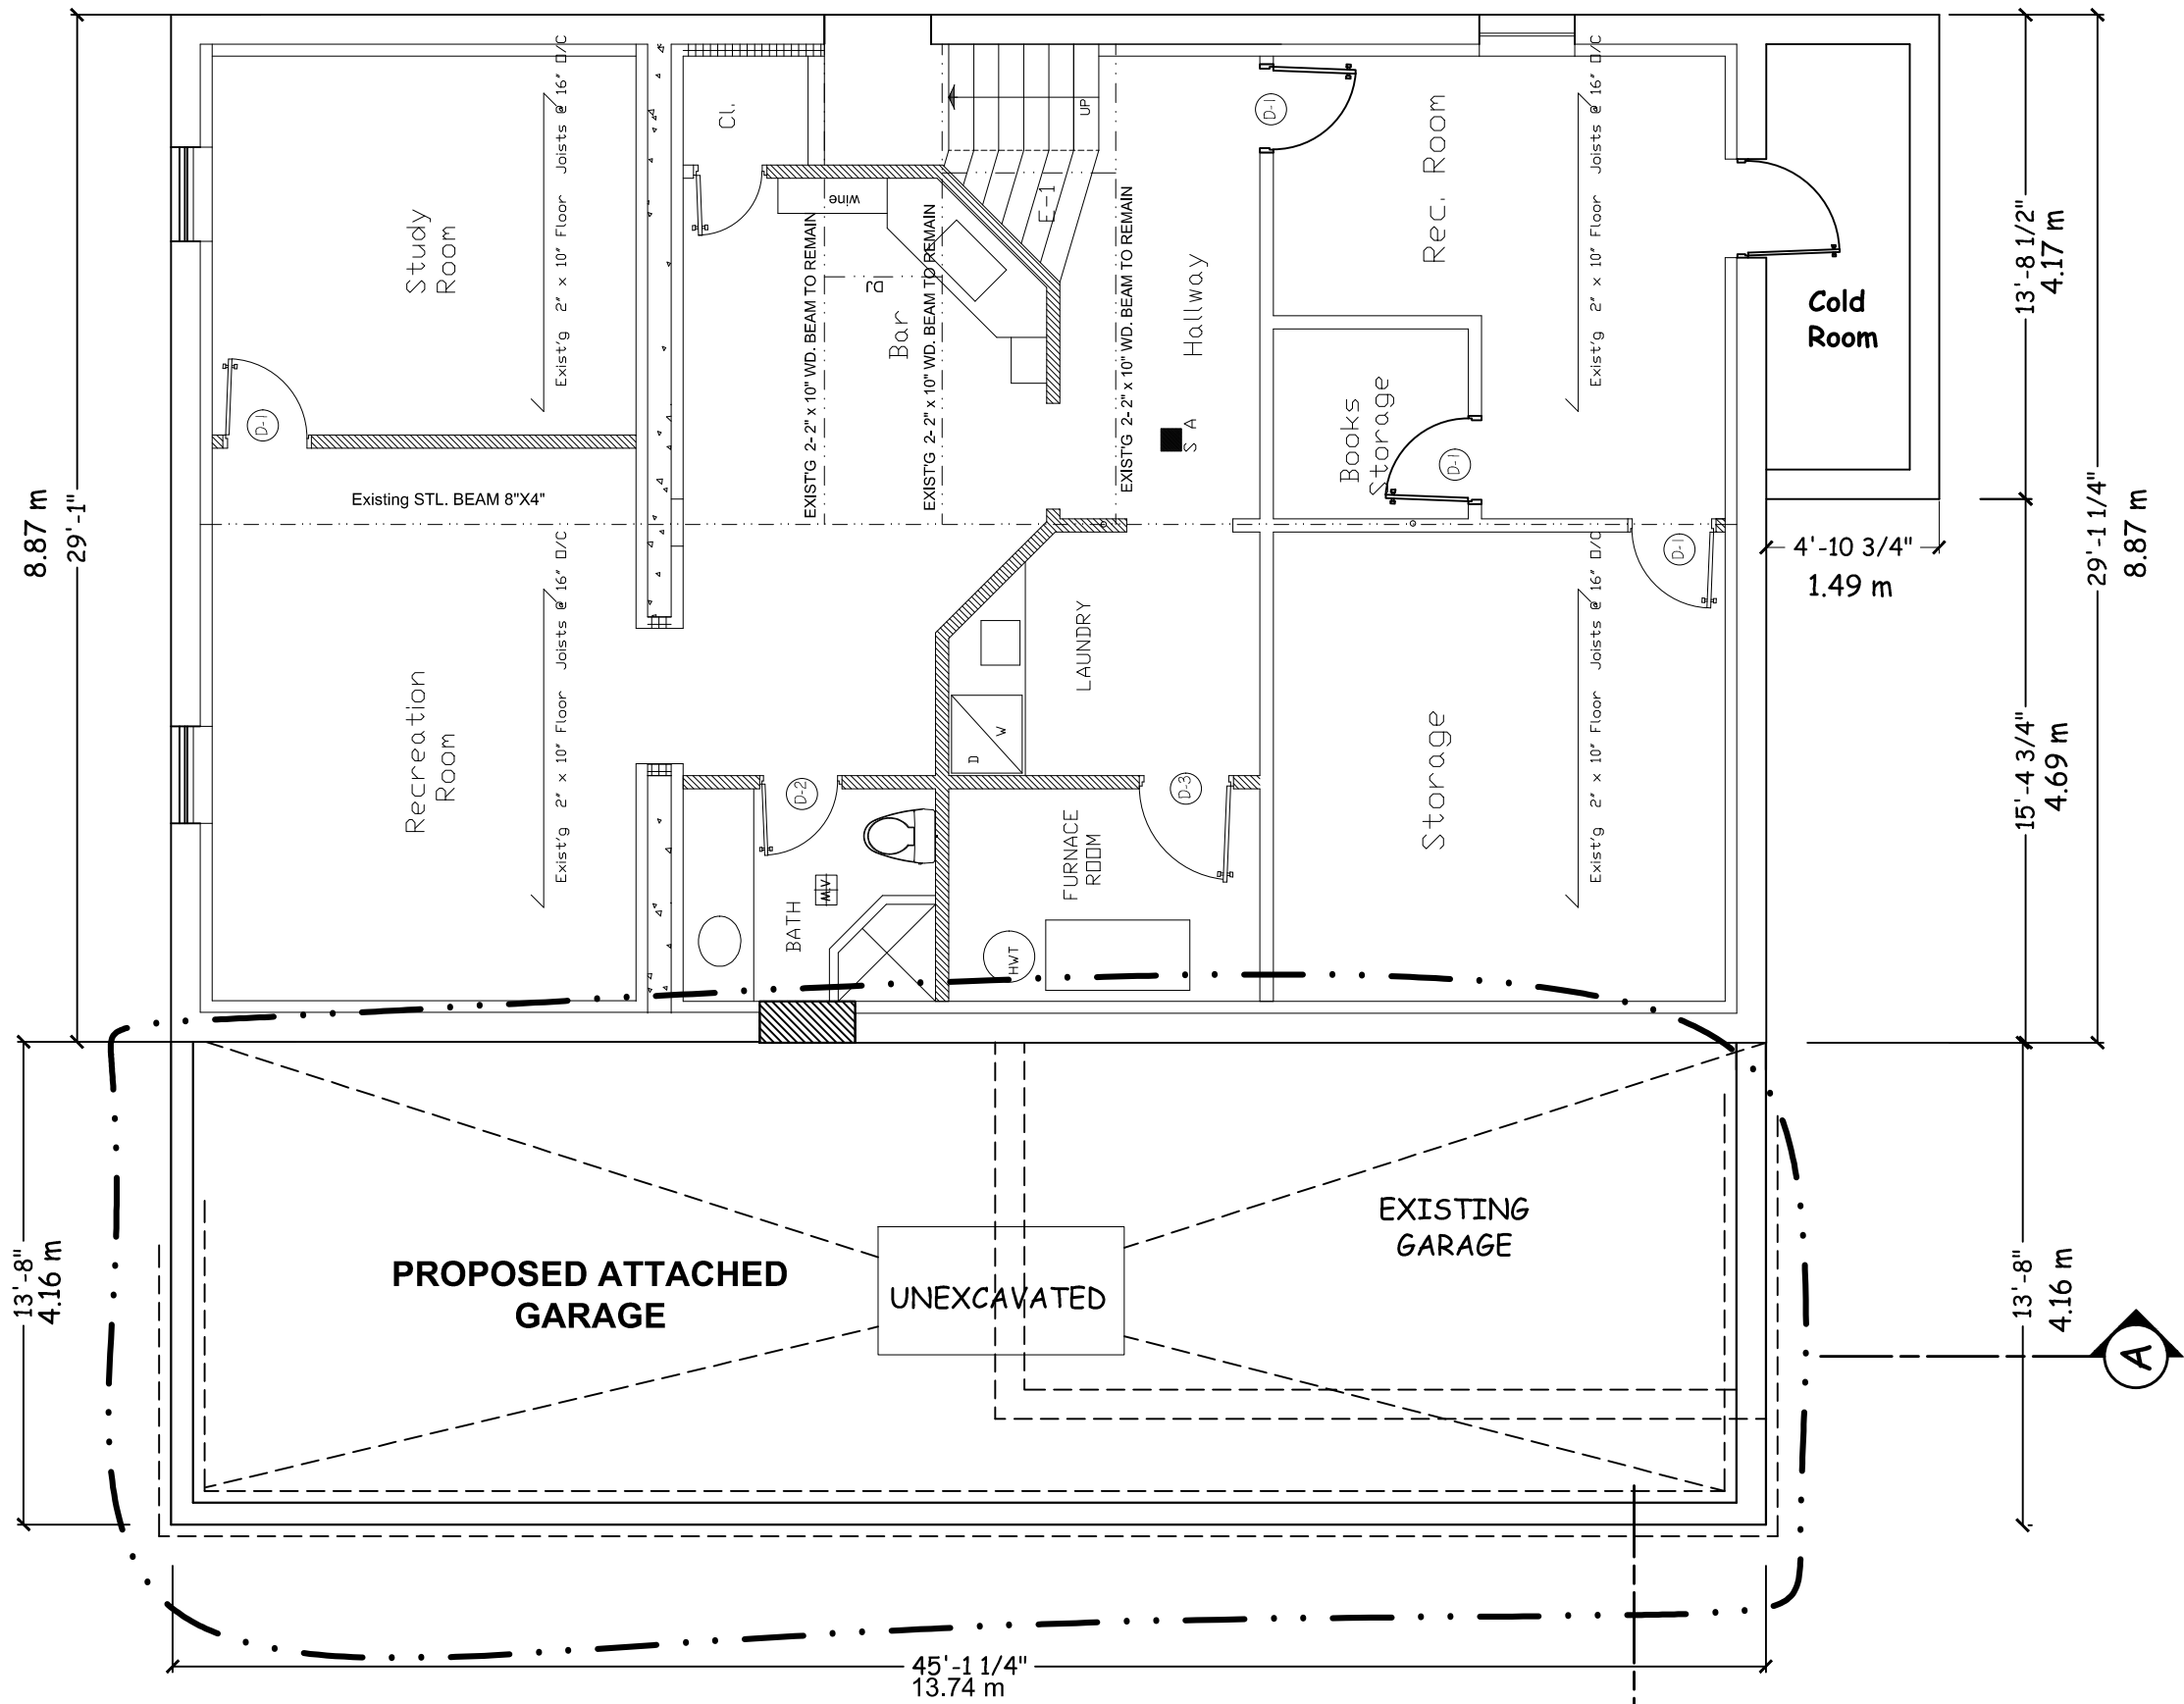 Study
Room
Exist'g 2" x 10" Floor Joists @ 16" O/C
Cl.
wine
EXIST'G 2- 2" x 10" WD. BEAM TO REMAIN
EXIST'G 2- 2" x 10" WD. BEAM TO REMAIN
EXIST'G 2- 2" x 10" WD. BEAM TO REMAIN
Bar
UP
E-1
Hallway
S A
D-1
Rec. Room
Exist'g 2" x 10" Floor Joists @ 16" O/C
Cold
Room
13'-8 1/2"
4.17 m
Books
Storage
D-1
D-1
D-1
8.87 m
29'-1"
Existing STL. BEAM 8"X4"
4'-10 3/4"
1.49 m
29'-1 1/4"
8.87 m
Recreation
Room
Exist'g 2" x 10" Floor Joists @ 16" O/C
LAUNDRY
W
D
D-2
D-3
BATH
M.V
FURNACE
ROOM
HWT
Storage
Exist'g 2" x 10" Floor Joists @ 16" O/C
15'-4 3/4"
4.69 m
13'-8"
4.16 m
PROPOSED ATTACHED
GARAGE
UNEXCAVATED
EXISTING
GARAGE
13'-8"
4.16 m
A
45'-1 1/4"
13.74 m